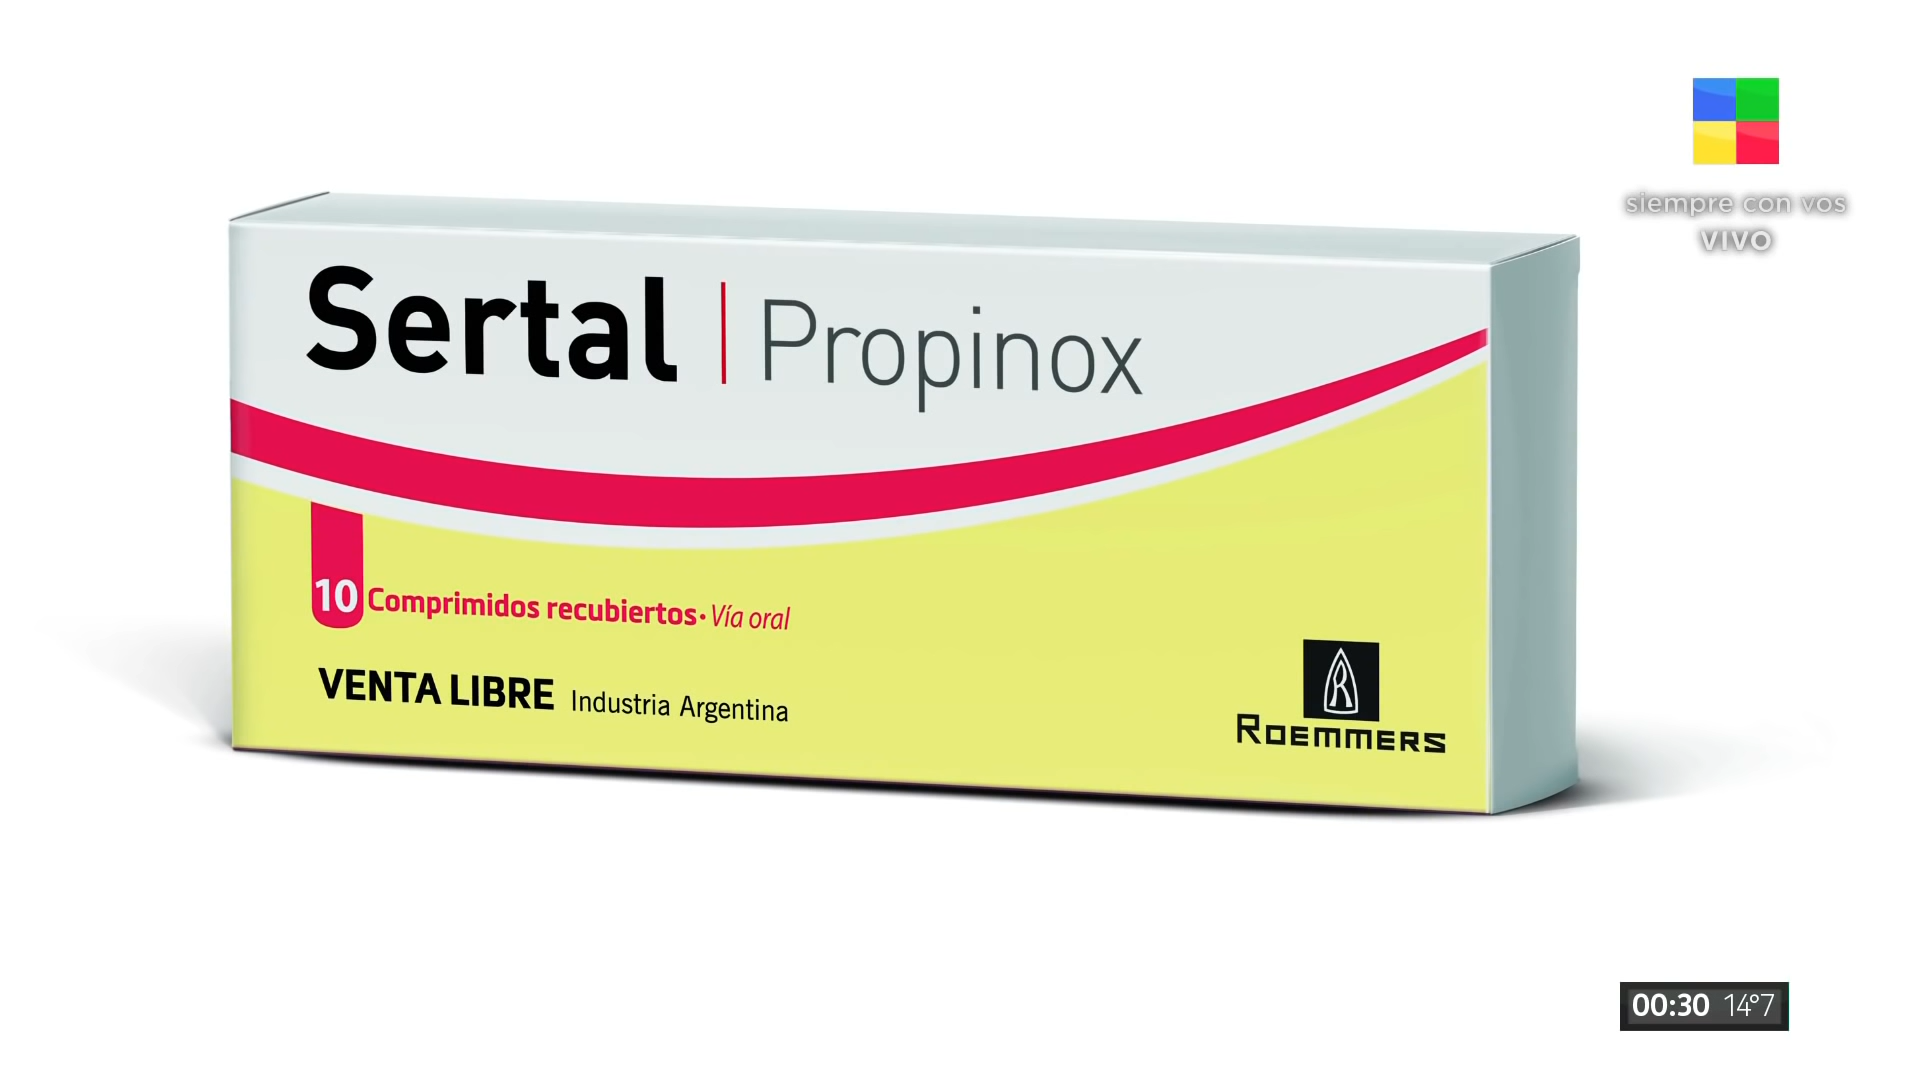 siempre con vos
VIVO
Sertal | Propinox
10 Comprimidos recubiertos · Vía oral
VENTA LIBRE Industria Argentina
R
ROEMMERS
00:30 14°7